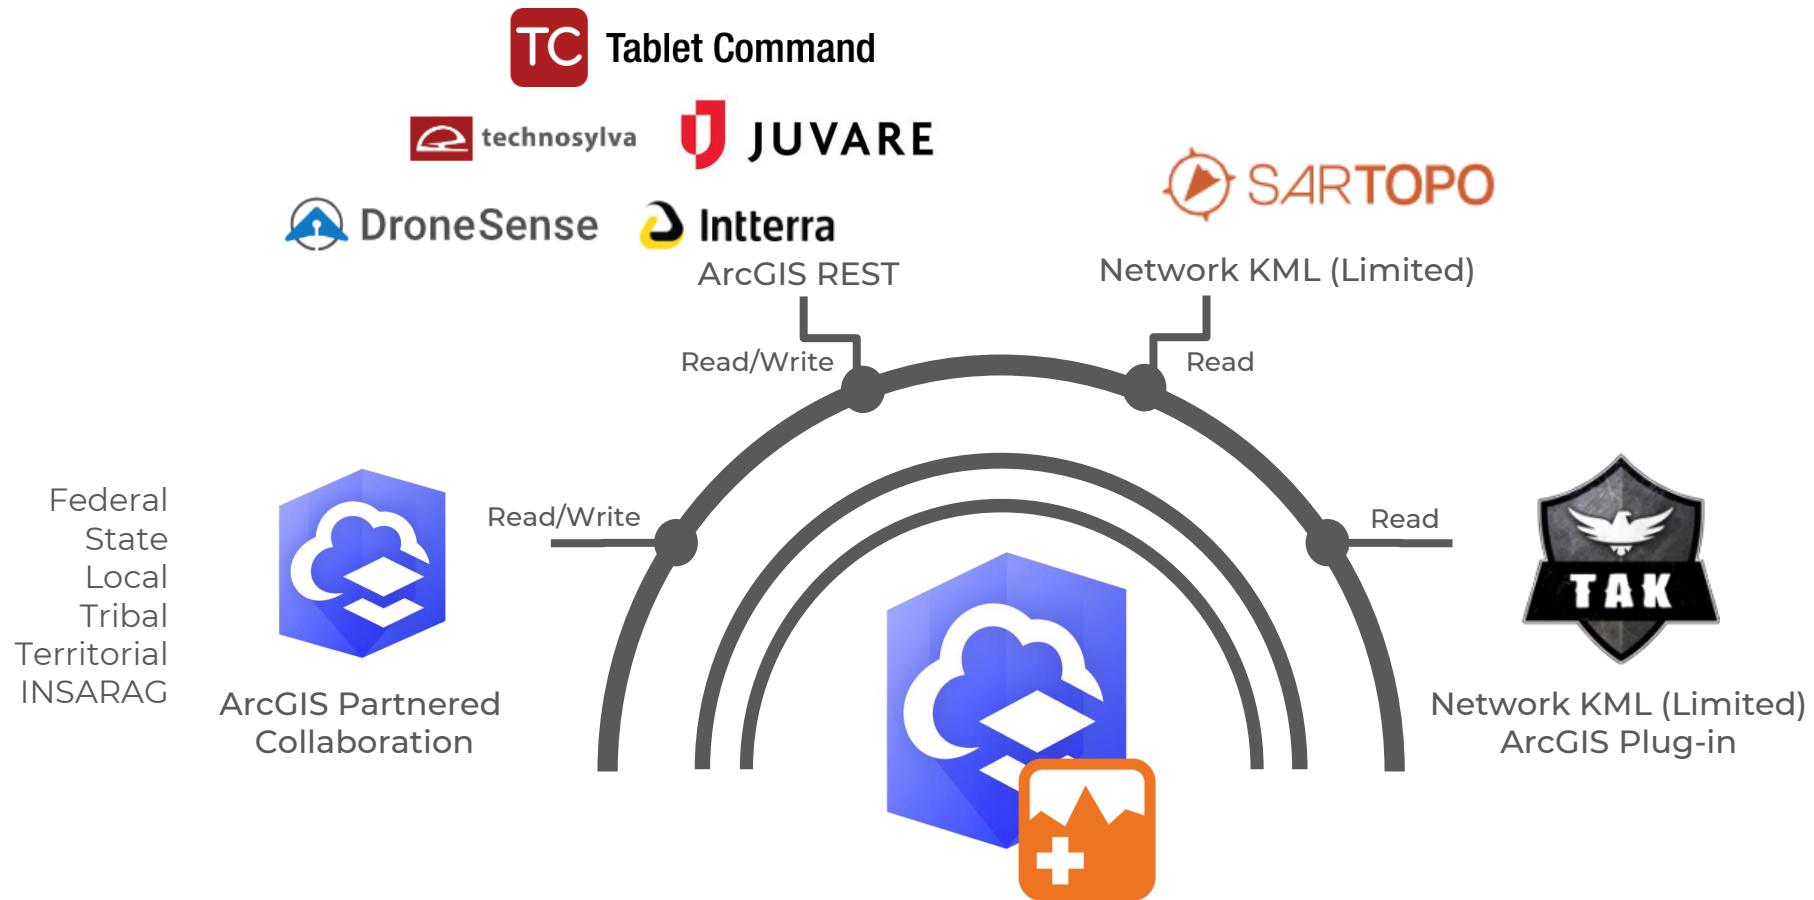 TC Tablet Command
technosylva
JUVARE
DroneSense
Intterra
SARTOPO
ArcGIS REST
Network KML (Limited)
Read/Write
Read
Federal
State
Local
Tribal
Territorial
INSARAG
Read/Write
Read
TAK
ArcGIS Partnered
Collaboration
Network KML (Limited)
ArcGIS Plug-in